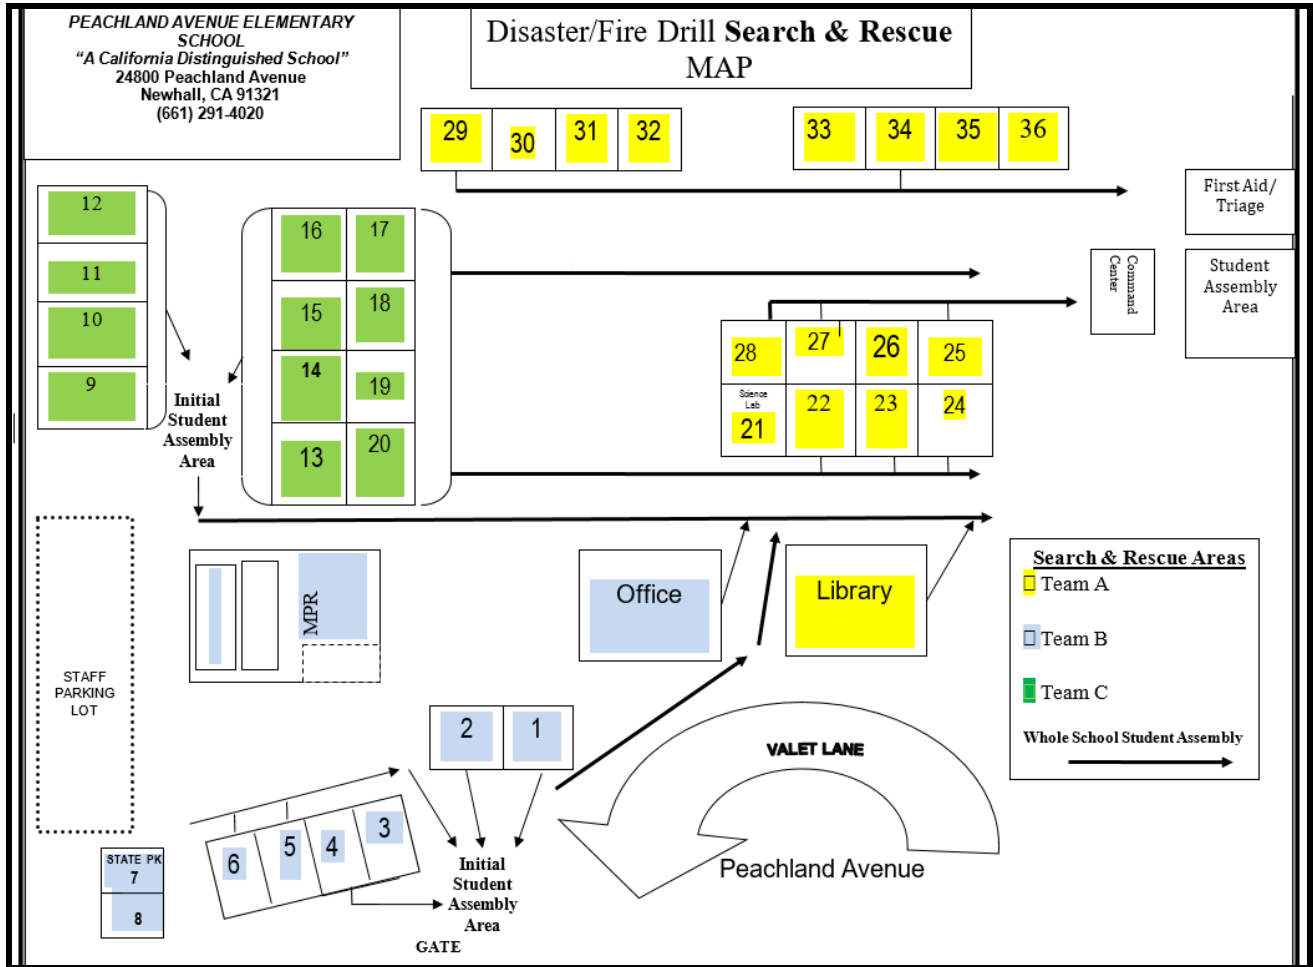 PEACHLAND AVENUE ELEMENTARY
SCHOOL
“A California Distinguished School”
24800 Peachland Avenue
Newhall, CA 91321
(661) 291-4020
Disaster/Fire Drill Search & Rescue
MAP
29
30
31
32
33
34
35
36
First Aid/
Triage
Command
Center
Student
Assembly
Area
12
11
10
9
Initial
Student
Assembly
Area
16
17
15
18
14
19
13
20
28
27
26
25
Science
Lab
21
22
23
24
STAFF
PARKING
LOT
MPR
Office
Library
Search & Rescue Areas
Team A
Team B
Team C
Whole School Student Assembly
2
1
VALET LANE
Peachland Avenue
6
5
4
3
STATE PK
7
8
Initial
Student
Assembly
Area
GATE